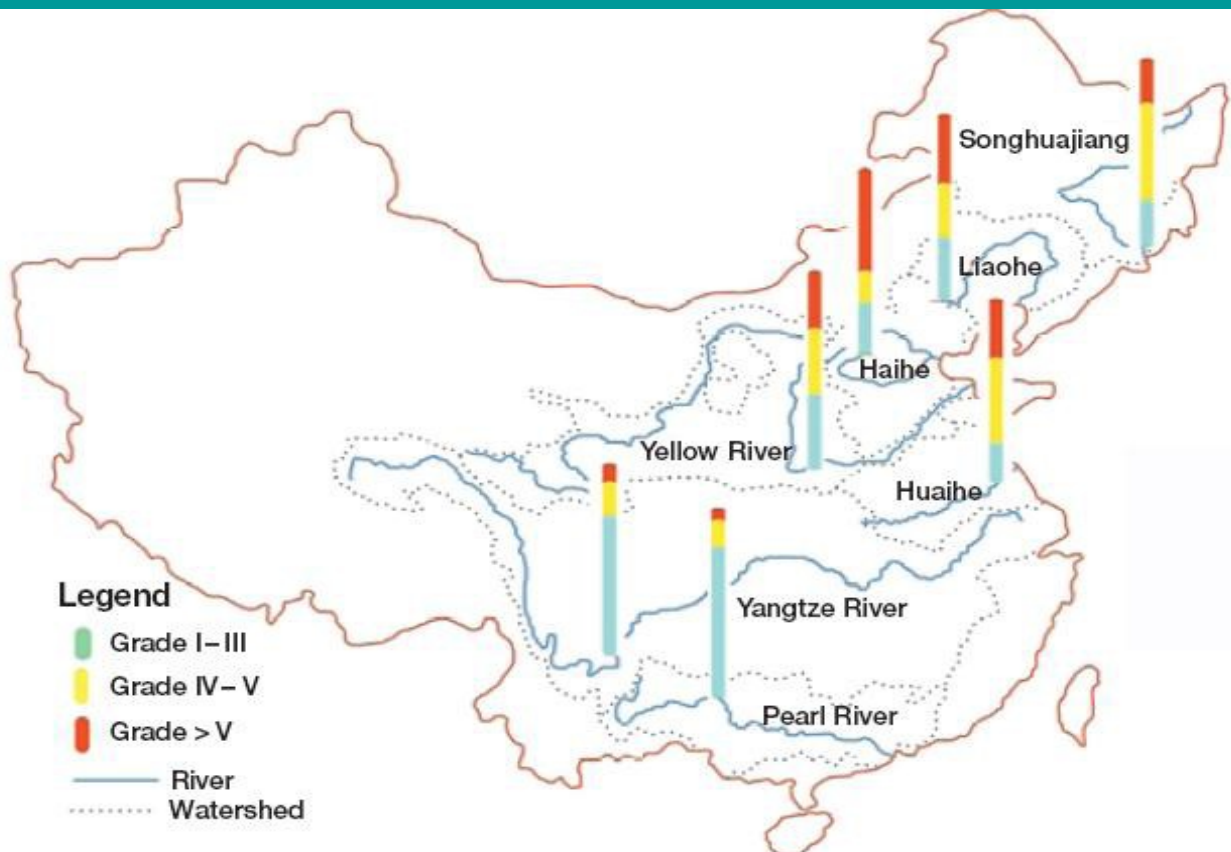 Songhuajiang
Liaohe
Haihe
Yellow River
Huaihe
Yangtze River
Pearl River
Legend
Grade I–III
Grade IV–V
Grade > V
River
Watershed